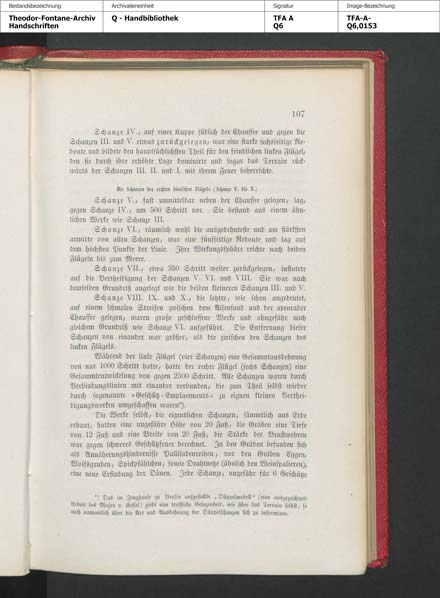 Bestandsbezeichnung
Archivalieneinheit
Signatur
Image-Bezeichnung
Theodor-Fontane-Archiv
Handschriften
Q - Handbibliothek
TFA A
Q6
TFA-A-
Q6,0153
107
Schanze IV., auf einer Kuppe südlich der Chaussee und gegen die
Schanzen III. und V. etwas zurückgelegen, war eine starke sechsseitige Re-
doute und bildete den hauptsächlichsten Theil für den feindlichen linken Flügel,
den sie durch ihre erhöhte Lage dominirte und sogar das Terrain rück-
wärts der Schanzen III. II. und I. mit ihrem Feuer beherrschte.
Die Schanzen des rechten dänischen Flügels (Schanze V. bis X.).
Schanze V., fast unmittelbar neben der Chaussee gelegen, lag,
gegen Schanze IV., um 500 Schritt vor. Sie bestand aus einem ähn-
lichen Werke wie Schanze III.
Schanze VI., räumlich wohl die ausgedehnteste und am stärksten
armirte von allen Schanzen, war eine fünfseitige Redoute und lag auf
dem höchsten Punkte der Linie. Ihre Wirkungssphäre reichte nach beiden
Flügeln bis zum Meere.
Schanze VII., etwa 350 Schritt weiter zurückgelegen, influirte
auf die Vertheidigung der Schanzen V. VI. und VIII. Sie war nach
demselben Grundriß angelegt wie die beiden kleineren Schanzen III. und V.
Schanze VIII. IX. und X., die letzte, wie schon angedeutet,
auf einem schmalen Streifen zwischen dem Alsensund und der apenrader
Chaussee gelegen, waren große geschlossene Werke und ungefähr nach
gleichem Grundriß wie Schanze VI. aufgeführt. Die Entfernung dieser
Schanzen von einander war größer, als die zwischen den Schanzen des
linken Flügels.
Während der linke Flügel (vier Schanzen) eine Gesammtausdehnung
von nur 1000 Schritt hatte, hatte der rechte Flügel (sechs Schanzen) eine
Gesammtentwickelung von gegen 2500 Schritt. Alle Schanzen waren durch
Verbindungslinien mit einander verbunden, die zum Theil selbst wieder
durch sogenannte »Geschütz-Emplacements« zu eignen kleinen Verthei-
digungswerken umgeschaffen waren*).
Die Werke selbst, die eigentlichen Schanzen, sämmtlich aus Erde
erbaut, hatten eine ungefähre Höhe von 20 Fuß, die Gräben eine Tiefe
von 12 Fuß und eine Breite von 20 Fuß, die Stärke der Brustwehren
war gegen schweres Geschützfeuer berechnet. In den Gräben befanden sich
als Annäherungshindernisse Pallisadenreihen, vor den Gräben Eggen,
Wolfsgruben, Spickpfählchen, sowie Drahtnetze (ähnlich den Weinspalieren),
eine neue Erfindung der Dänen. Jede Schanze, ungefähr für 6 Geschütze
*) Das im Zeughause zu Berlin aufgestellte „Düppelmodell" (eine ausgezeichnete
Arbeit des Major v. ) giebt eine treffliche Gelegenheit, wie über das Terrain selbst, so
auch namentlich über die Art und Ausdehnung der Düppelschanzen sich zu informiren.